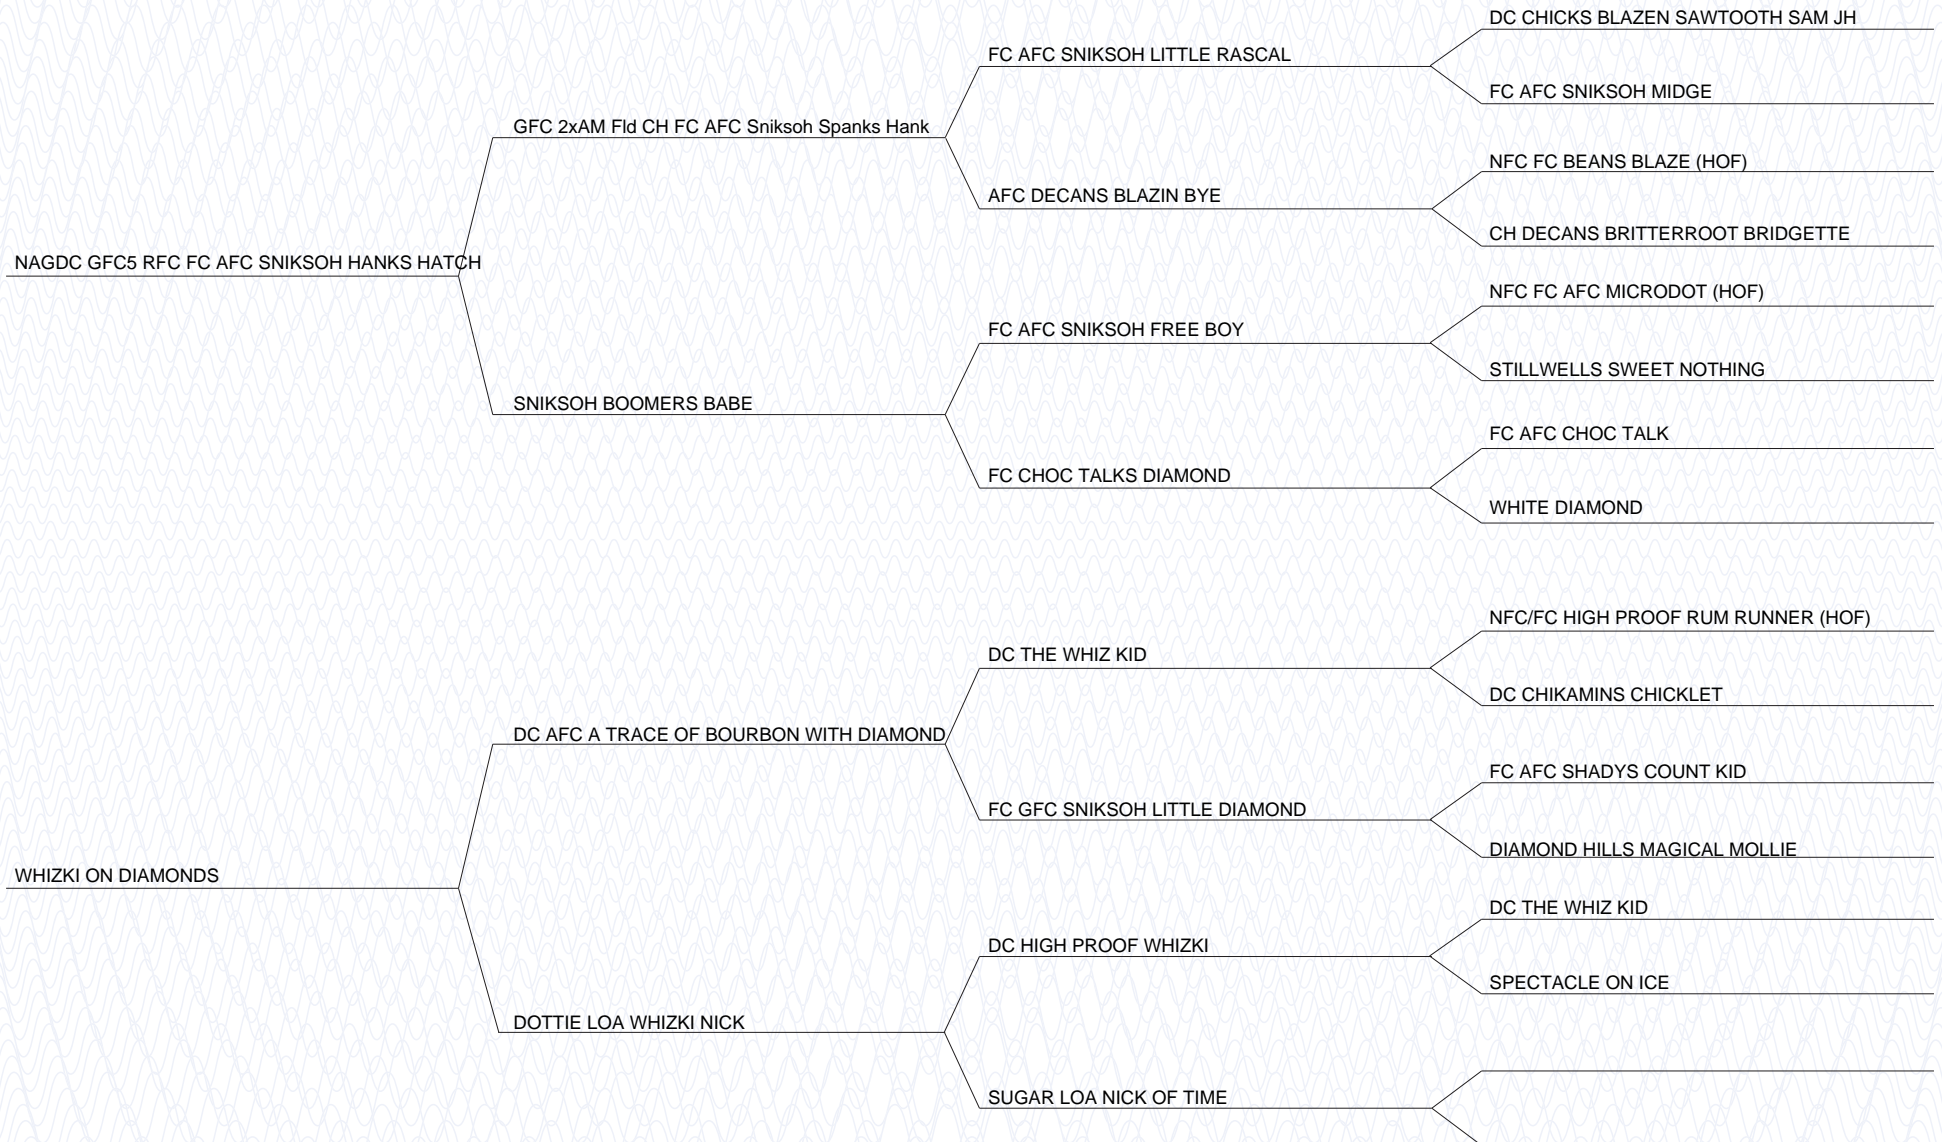 DC CHICKS BLAZEN SAWTOOTH SAM JH
FC AFC SNIKSOH LITTLE RASCAL
FC AFC SNIKSOH MIDGE
GFC 2xAM Fld CH FC AFC Sniksoh Spanks Hank
NFC FC BEANS BLAZE (HOF)
AFC DECANS BLAZIN BYE
CH DECANS BRITTERROOT BRIDGETTE
NAGDC GFC5 RFC FC AFC SNIKSOH HANKS HATCH
NFC FC AFC MICRODOT (HOF)
FC AFC SNIKSOH FREE BOY
STILLWELLS SWEET NOTHING
SNIKSOH BOOMERS BABE
FC AFC CHOC TALK
FC CHOC TALKS DIAMOND
WHITE DIAMOND
NFC/FC HIGH PROOF RUM RUNNER (HOF)
DC THE WHIZ KID
DC CHIKAMINS CHICKLET
DC AFC A TRACE OF BOURBON WITH DIAMOND
FC AFC SHADYS COUNT KID
FC GFC SNIKSOH LITTLE DIAMOND
DIAMOND HILLS MAGICAL MOLLIE
WHIZKI ON DIAMONDS
DC THE WHIZ KID
DC HIGH PROOF WHIZKI
SPECTACLE ON ICE
DOTTIE LOA WHIZKI NICK
SUGAR LOA NICK OF TIME